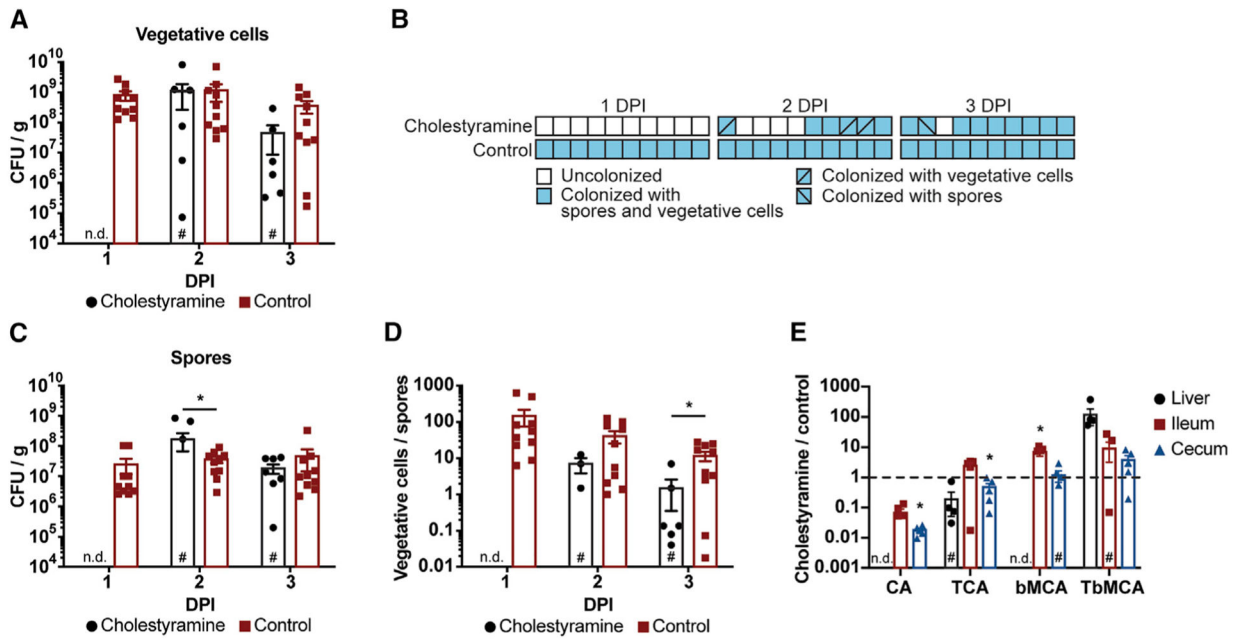 A
Vegetative cells
CFU / g
10^10
10^9
10^8
10^7
10^6
10^5
10^4
n.d.
#
#
1
2
3
DPI
Cholestyramine
Control
B
1 DPI
2 DPI
3 DPI
Cholestyramine
Control
Uncolonized
Colonized with
spores and vegetative cells
Colonized with vegetative cells
Colonized with spores
C
Spores
CFU / g
10^10
10^9
10^8
10^7
10^6
10^5
10^4
*
n.d.
#
#
1
2
3
DPI
Cholestyramine
Control
D
Vegetative cells / spores
1000
100
10
1
0.1
0.01
*
n.d.
#
#
1
2
3
DPI
Cholestyramine
Control
E
Cholestyramine / control
1000
100
10
1
0.1
0.01
0.001
*
*
*
n.d.
#
n.d.
#
#
CA
TCA
bMCA
TbMCA
Liver
Ileum
Cecum